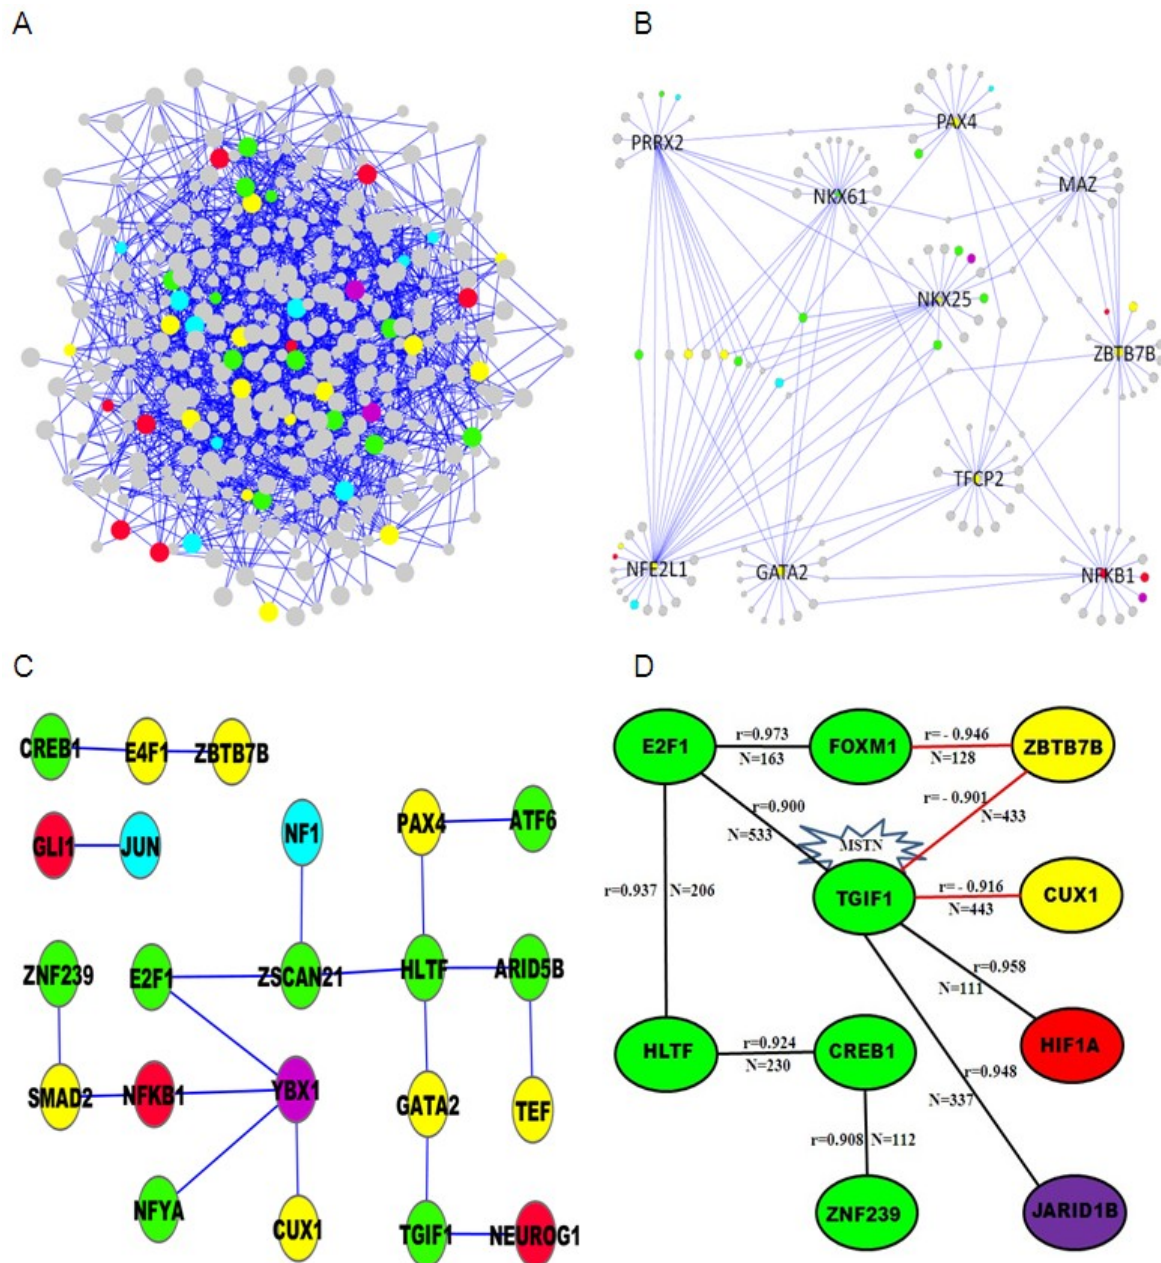 A
B
PRRX2
PAX4
NKX61
MAZ
NKX25
ZBTB7B
TFCP2
NFE2L1
GATA2
NFKB1
C
CREB1
E4F1
ZBTB7B
GLI1
JUN
NF1
PAX4
ATF6
ZNF239
E2F1
ZSCAN21
HLTF
ARID5B
SMAD2
NFKB1
YBX1
GATA2
TEF
NFYA
CUX1
TGIF1
NEUROG1
D
E2F1
r=0.973
N=163
FOXM1
r= - 0.946
N=128
ZBTB7B
r=0.900
N=533
r= - 0.901
N=433
MSTN
TGIF1
r= - 0.916
N=443
CUX1
r=0.937
N=206
r=0.958
N=111
HLTF
r=0.924
N=230
CREB1
HIF1A
r=0.948
N=337
r=0.908
N=112
ZNF239
JARID1B